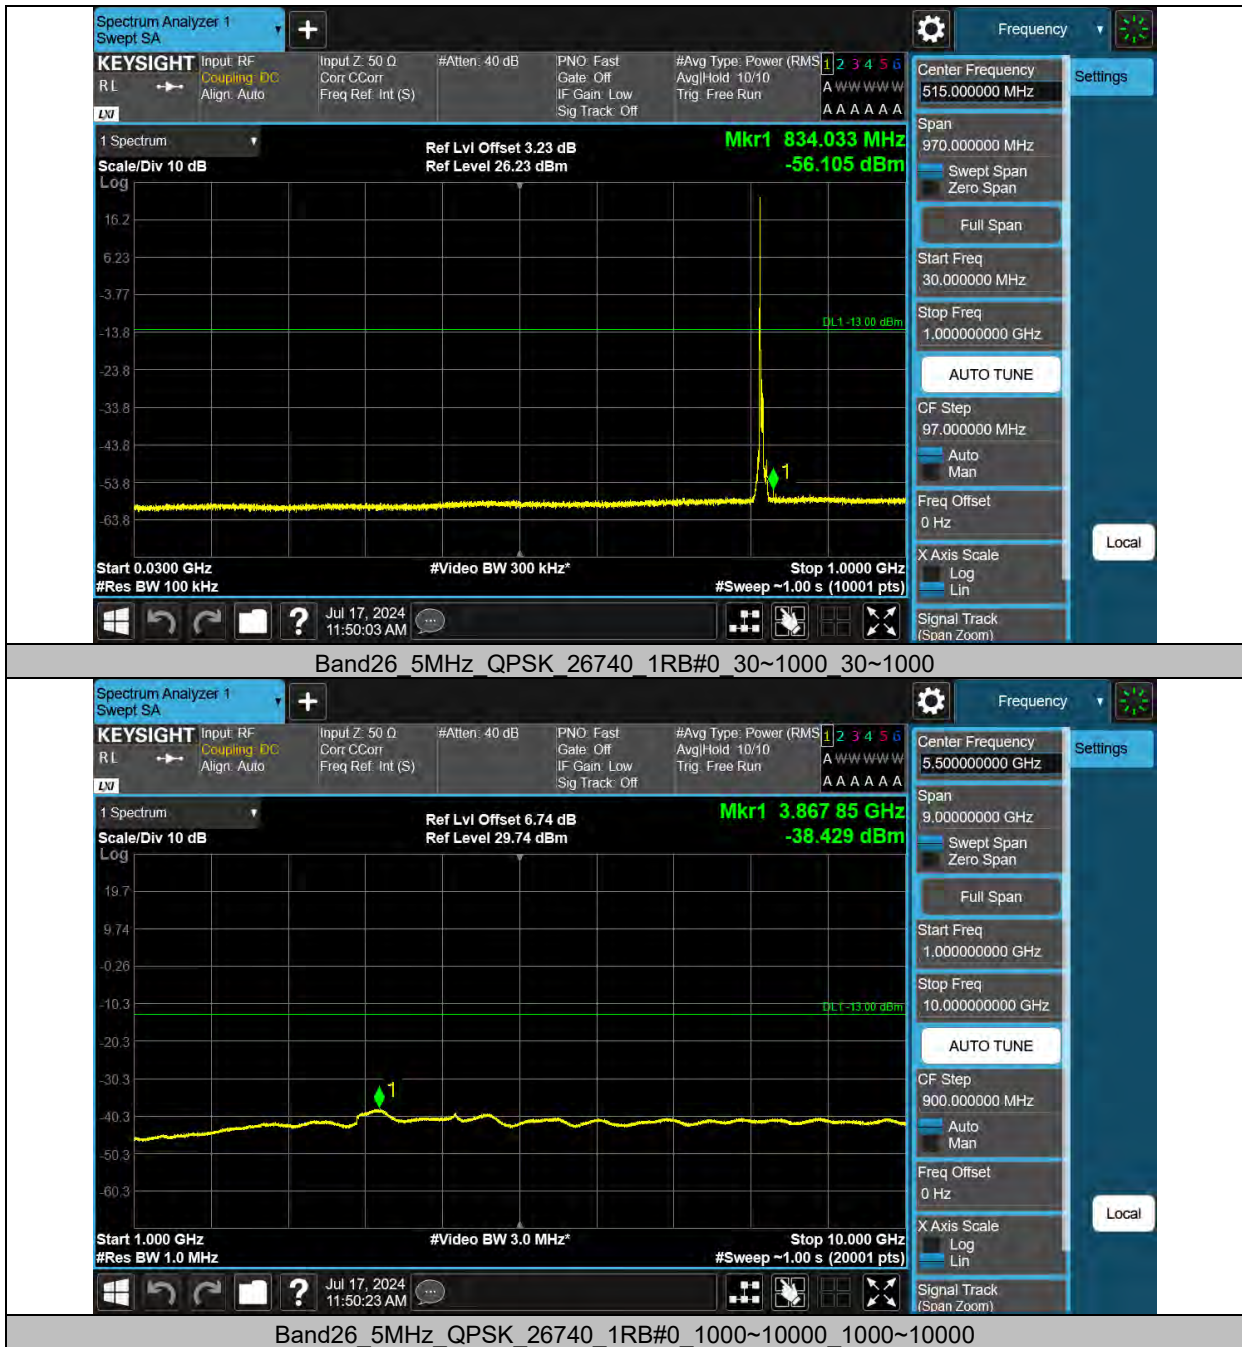 Spectrum Analyzer 1
Swept SA
+
Frequency
KEYSIGHT
R L
LXI
Input: RF
Coupling: DC
Align: Auto
Input Z: 50 Ω
Corr CCorr
Freq Ref: Int (S)
#Atten: 40 dB
PNO: Fast
Gate: Off
IF Gain: Low
Sig Track: Off
#Avg Type: Power (RMS
Avg|Hold: 10/10
Trig: Free Run
1 2 3 4 5 6
A W W W W W
A A A A A A
Center Frequency
515.000000 MHz
Settings
1 Spectrum
Scale/Div 10 dB
Ref Lvl Offset 3.23 dB
Ref Level 26.23 dBm
Mkr1 834.033 MHz
-56.105 dBm
Log
16.2
6.23
-3.77
-13.8
-23.8
-33.8
-43.8
-53.8
-63.8
DL1 -13.00 dBm
1
Start 0.0300 GHz
#Res BW 100 kHz
#Video BW 300 kHz*
Stop 1.0000 GHz
#Sweep ~1.00 s (10001 pts)
Span
970.000000 MHz
Swept Span
Zero Span
Full Span
Start Freq
30.000000 MHz
Stop Freq
1.000000000 GHz
AUTO TUNE
CF Step
97.000000 MHz
Auto
Man
Freq Offset
0 Hz
X Axis Scale
Log
Lin
Signal Track
(Span Zoom)
Local
?
Jul 17, 2024
11:50:03 AM
Band26_5MHz_QPSK_26740_1RB#0_30~1000_30~1000
Spectrum Analyzer 1
Swept SA
+
Frequency
KEYSIGHT
R L
LXI
Input: RF
Coupling: DC
Align: Auto
Input Z: 50 Ω
Corr CCorr
Freq Ref: Int (S)
#Atten: 40 dB
PNO: Fast
Gate: Off
IF Gain: Low
Sig Track: Off
#Avg Type: Power (RMS
Avg|Hold: 10/10
Trig: Free Run
1 2 3 4 5 6
A W W W W W
A A A A A A
Center Frequency
5.500000000 GHz
Settings
1 Spectrum
Scale/Div 10 dB
Ref Lvl Offset 6.74 dB
Ref Level 29.74 dBm
Mkr1 3.867 85 GHz
-38.429 dBm
Log
19.7
9.74
-0.26
-10.3
-20.3
-30.3
-40.3
-50.3
-60.3
DL1 -13.00 dBm
1
Start 1.000 GHz
#Res BW 1.0 MHz
#Video BW 3.0 MHz*
Stop 10.000 GHz
#Sweep ~1.00 s (20001 pts)
Span
9.00000000 GHz
Swept Span
Zero Span
Full Span
Start Freq
1.000000000 GHz
Stop Freq
10.000000000 GHz
AUTO TUNE
CF Step
900.000000 MHz
Auto
Man
Freq Offset
0 Hz
X Axis Scale
Log
Lin
Signal Track
(Span Zoom)
Local
?
Jul 17, 2024
11:50:23 AM
Band26_5MHz_QPSK_26740_1RB#0_1000~10000_1000~10000